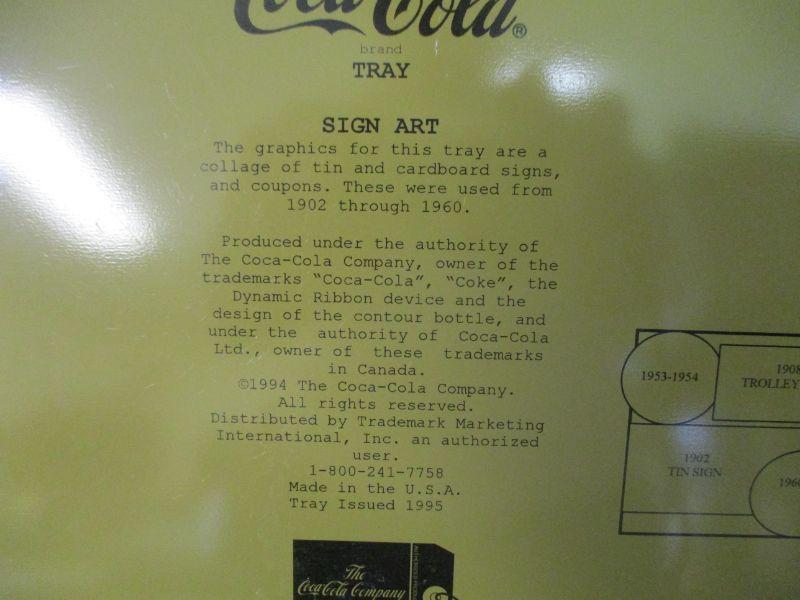 Coca-Cola®
brand
TRAY
SIGN ART
The graphics for this tray are a
collage of tin and cardboard signs,
and coupons. These were used from
1902 through 1960.
Produced under the authority of
The Coca-Cola Company, owner of the
trademarks “Coca-Cola”, “Coke”, the
Dynamic Ribbon device and the
design of the contour bottle, and
under the authority of Coca-Cola
Ltd., owner of these trademarks
in Canada.
©1994 The Coca-Cola Company.
All rights reserved.
Distributed by Trademark Marketing
International, Inc. an authorized
user.
1-800-241-7758
Made in the U.S.A.
Tray Issued 1995
1953-1954
1908
TROLLEY
1902
TIN SIGN
1960
The
Coca-Cola Company